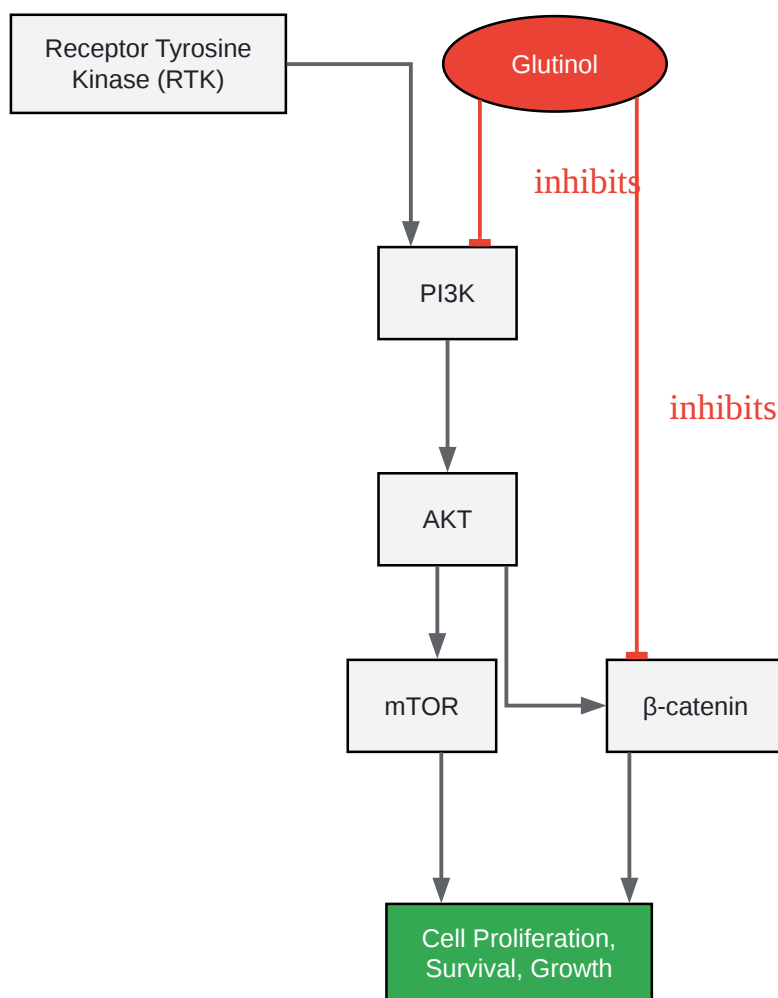 Receptor Tyrosine
Kinase (RTK)
Glutinol
inhibits
PI3K
inhibits
AKT
mTOR
β-catenin
Cell Proliferation,
Survival, Growth